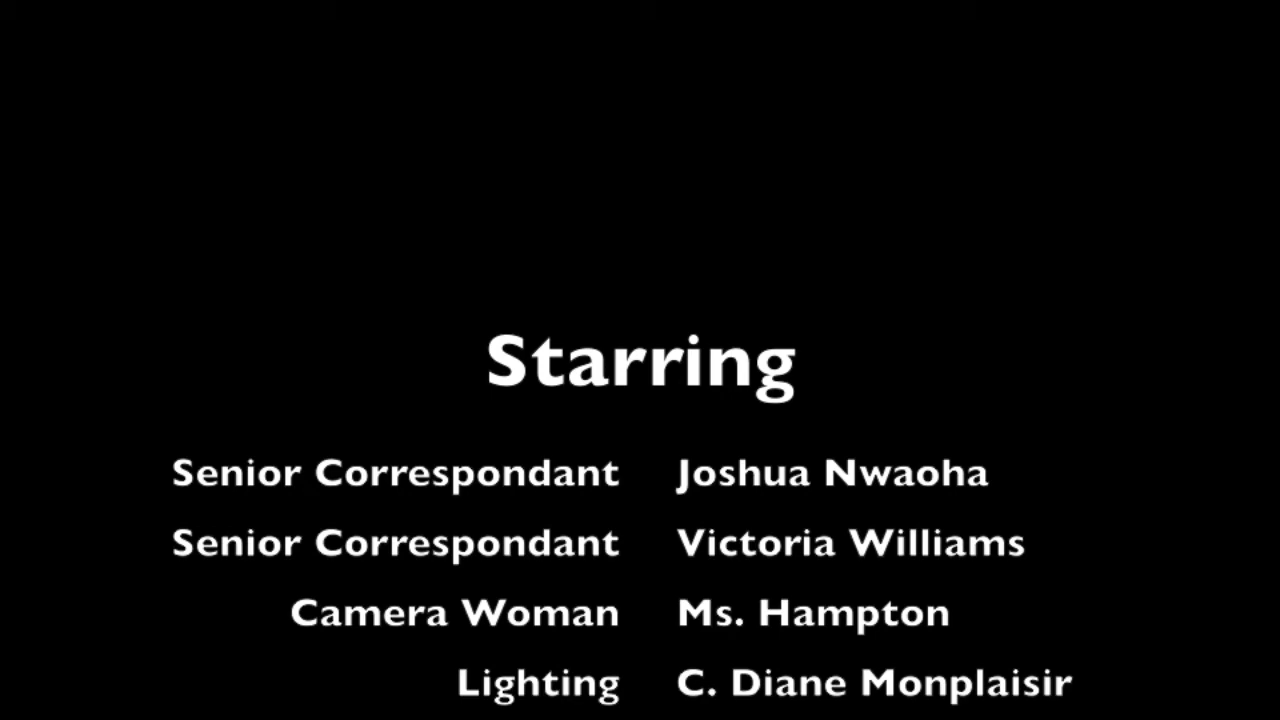 Starring
Senior Correspondant Joshua Nwaoha
Senior Correspondant Victoria Williams
Camera Woman Ms. Hampton
Lighting C. Diane Monplaisir